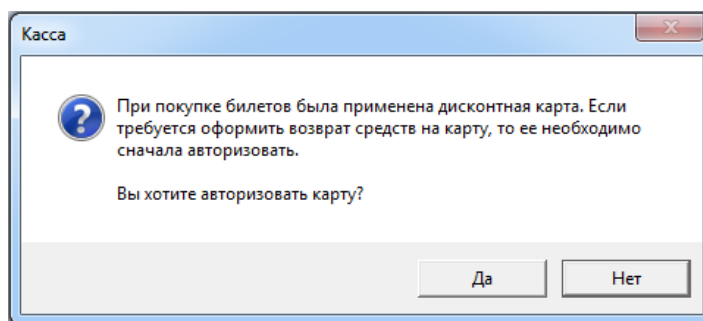 Касса
При покупке билетов была применена дисконтная карта. Если
требуется оформить возврат средств на карту, то ее необходимо
сначала авторизовать.
Вы хотите авторизовать карту?
Да
Нет